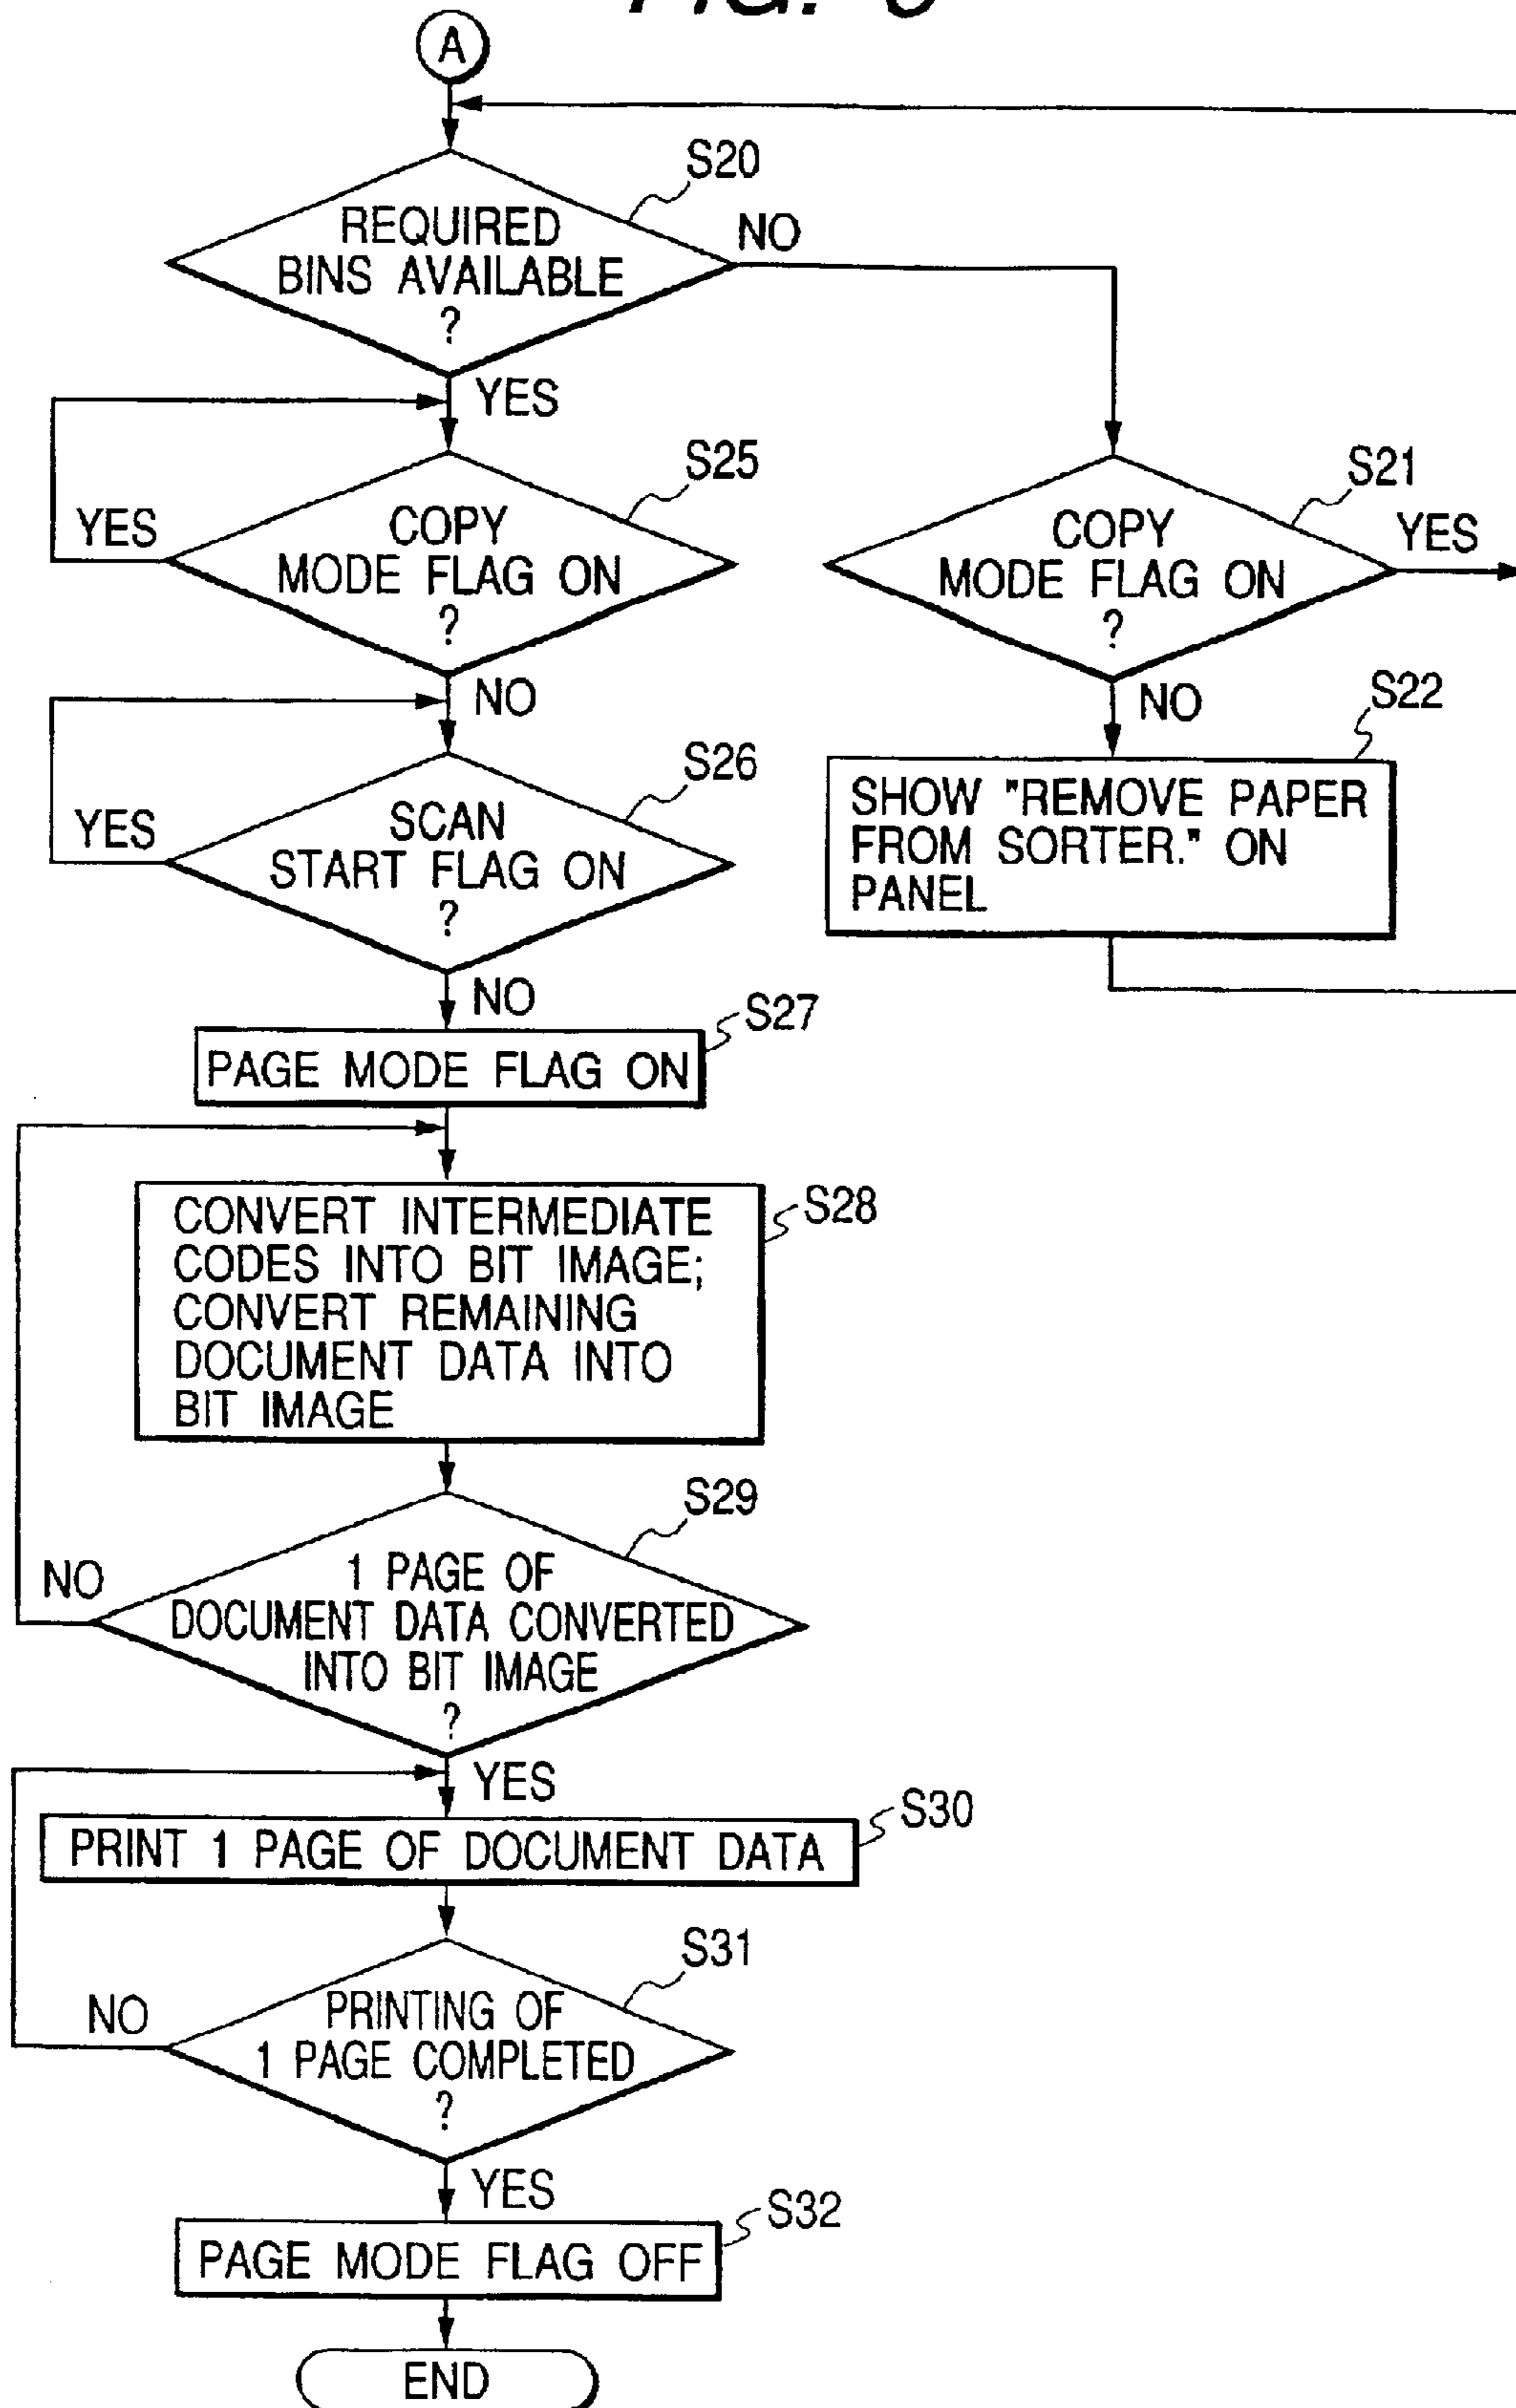 A
S20
REQUIRED
BINS AVAILABLE
?
NO
YES
S25
COPY
MODE FLAG ON
?
YES
NO
S21
COPY
MODE FLAG ON
?
YES
NO
S22
SHOW "REMOVE PAPER
FROM SORTER." ON
PANEL
S26
SCAN
START FLAG ON
?
YES
NO
S27
PAGE MODE FLAG ON
S28
CONVERT INTERMEDIATE
CODES INTO BIT IMAGE;
CONVERT REMAINING
DOCUMENT DATA INTO
BIT IMAGE
S29
1 PAGE OF
DOCUMENT DATA CONVERTED
INTO BIT IMAGE
?
NO
YES
S30
PRINT 1 PAGE OF DOCUMENT DATA
S31
PRINTING OF
1 PAGE COMPLETED
?
NO
YES
S32
PAGE MODE FLAG OFF
END